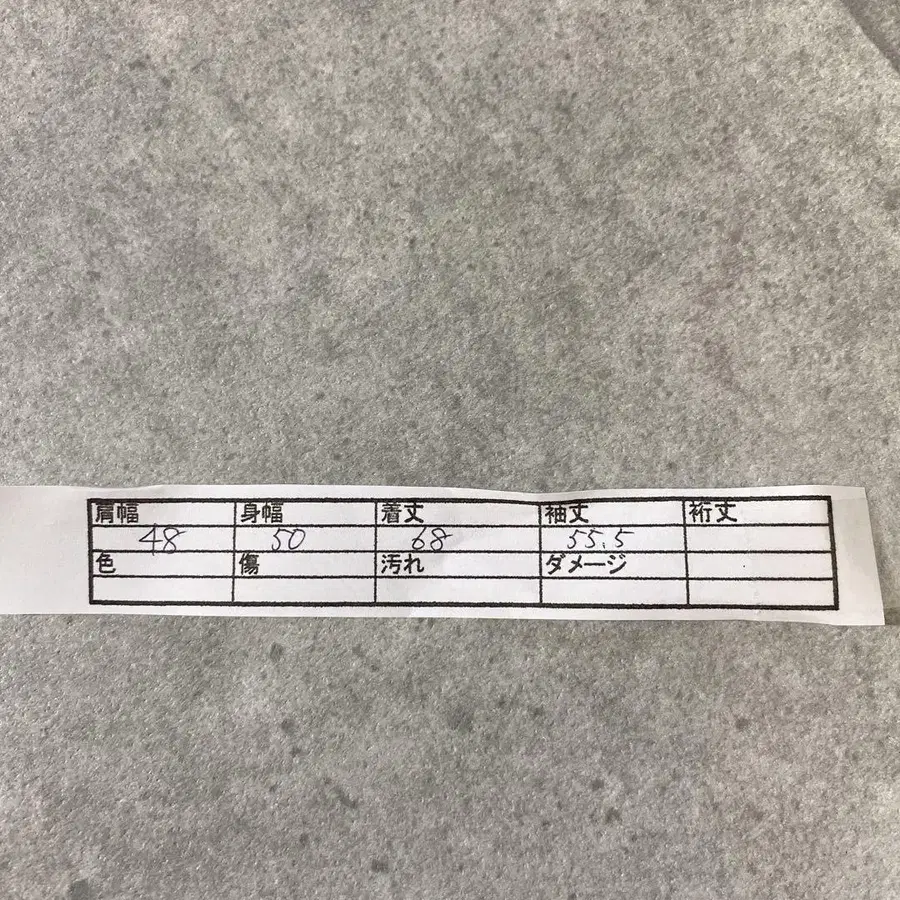 肩幅 身幅 着丈 袖丈 裄丈
48 50 68 55.5
色 傷 汚れ ダメージ